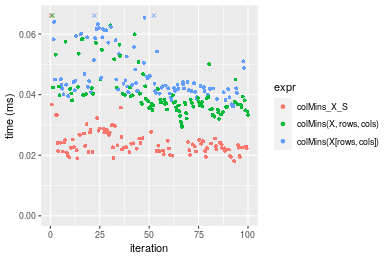 0.06
0.04
0.02
0.00
time (ms)
0
25
50
75
100
iteration
expr
colMins_X_S
colMins(X, rows, cols)
colMins(X[rows, cols])